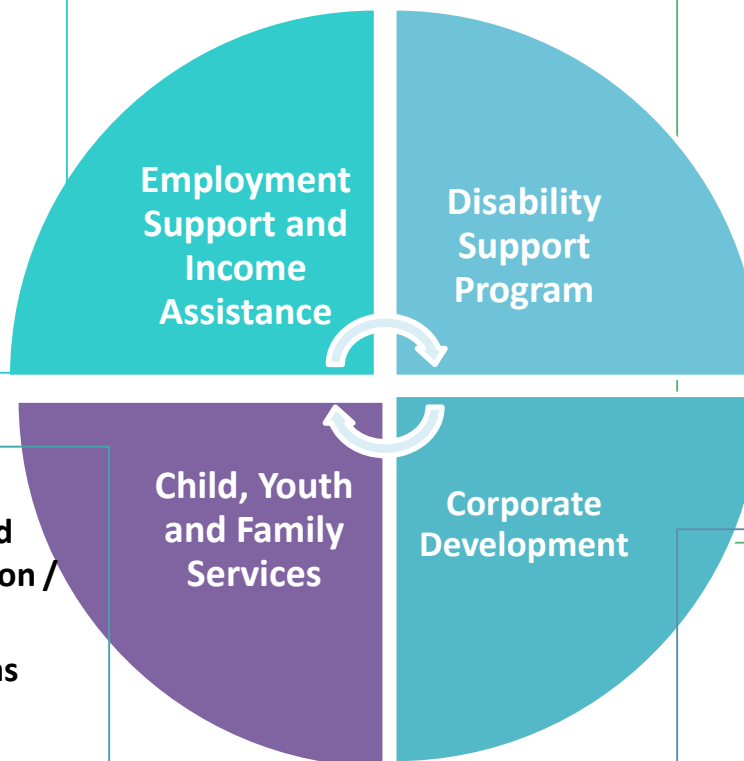 Employment
Support and
Income
Assistance
Disability
Support
Program
Child, Youth
and Family
Services
Corporate
Development